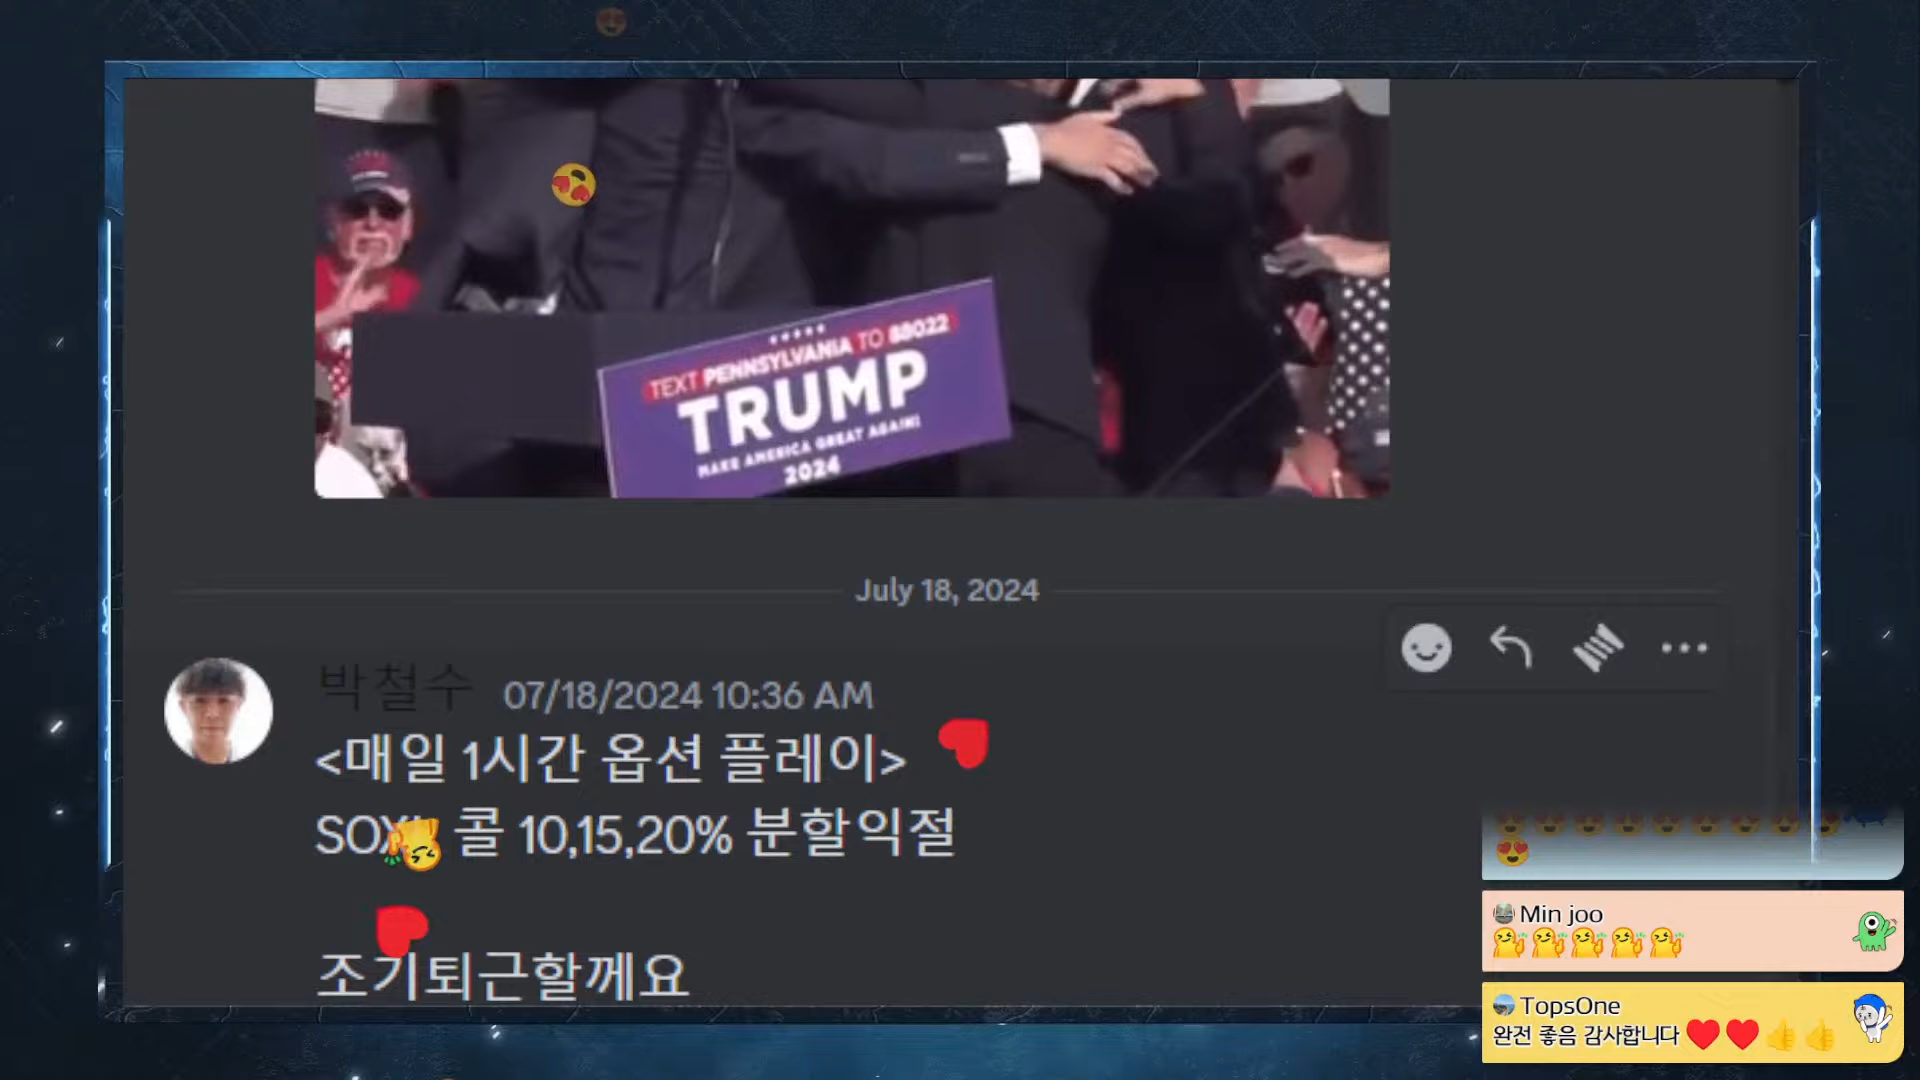 TEXT PENNSYLVANIA TO 88022
TRUMP
MAKE AMERICA GREAT AGAIN!
2024
July 18, 2024
박철수 07/18/2024 10:36 AM
<매일 1시간 옵션 플레이>
콜 10,15,20% 분할익절
조기퇴근할께요
Min joo
TopsOne
완전 좋음 감사합니다